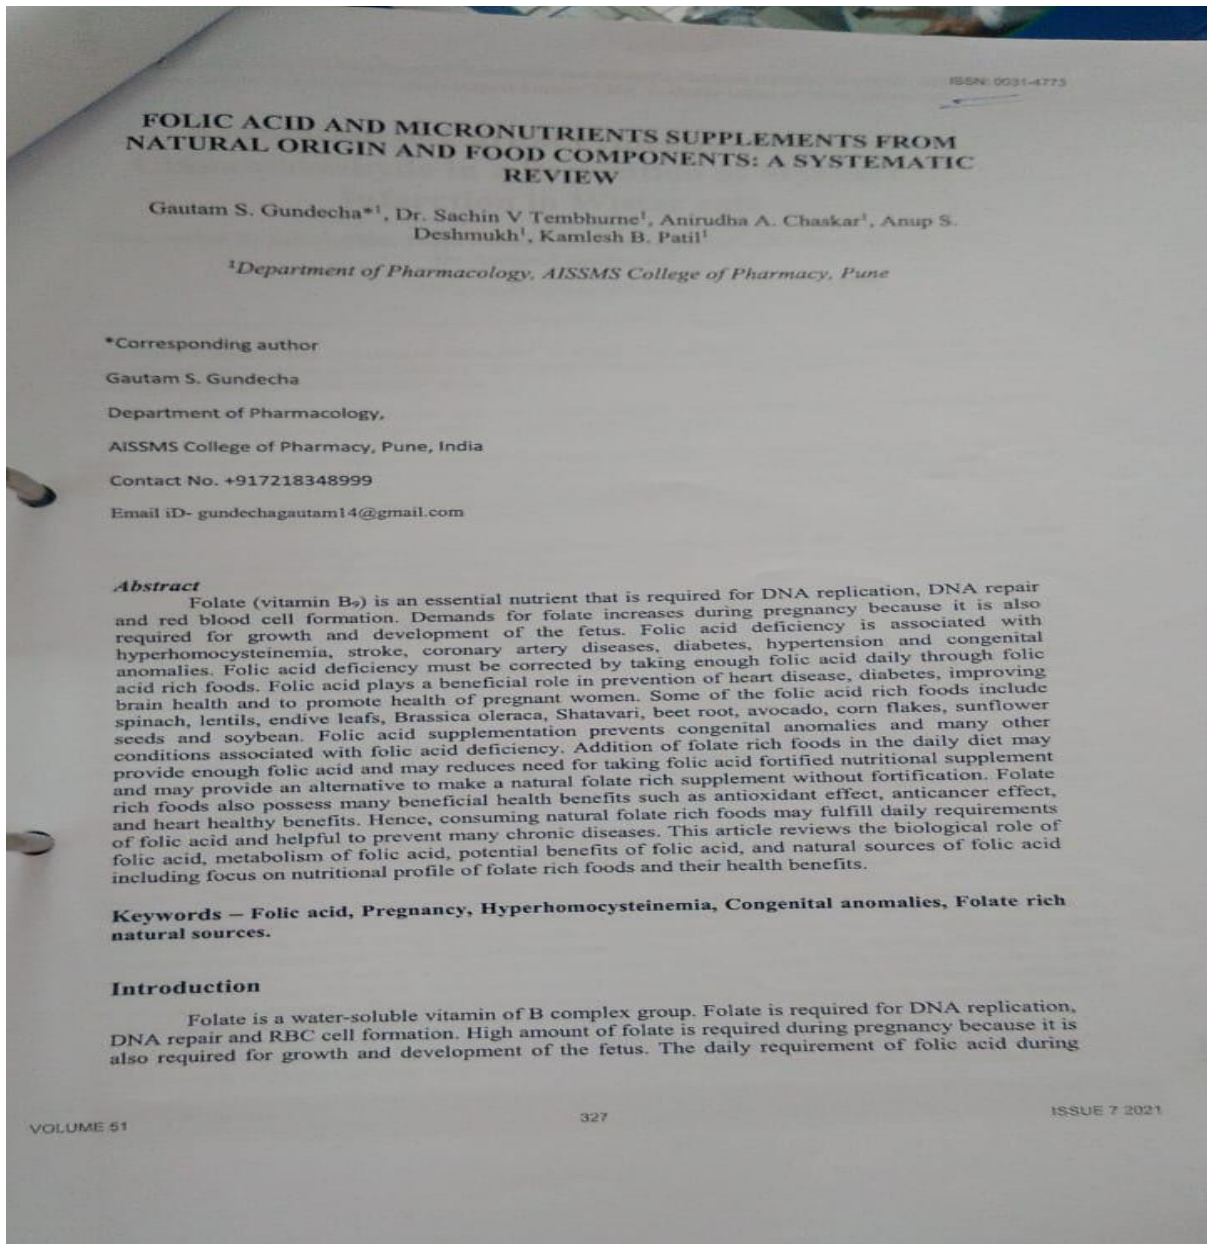 ISSN: 0031-4773
FOLIC ACID AND MICRONUTRIENTS SUPPLEMENTS FROM
NATURAL ORIGIN AND FOOD COMPONENTS: A SYSTEMATIC
REVIEW
Gautam S. Gundecha*¹, Dr. Sachin V Tembhurne¹, Anirudha A. Chaskar¹, Anup S.
Deshmukh¹, Kamlesh B. Patil¹
¹Department of Pharmacology, AISSMS College of Pharmacy, Pune
*Corresponding author
Gautam S. Gundecha
Department of Pharmacology,
AISSMS College of Pharmacy, Pune, India
Contact No. +917218348999
Email iD- gundechagautam14@gmail.com
Abstract
Folate (vitamin B₉) is an essential nutrient that is required for DNA replication, DNA repair
and red blood cell formation. Demands for folate increases during pregnancy because it is also
required for growth and development of the fetus. Folic acid deficiency is associated with
hyperhomocysteinemia, stroke, coronary artery diseases, diabetes, hypertension and congenital
anomalies. Folic acid deficiency must be corrected by taking enough folic acid daily through folic
acid rich foods. Folic acid plays a beneficial role in prevention of heart disease, diabetes, improving
brain health and to promote health of pregnant women. Some of the folic acid rich foods include
spinach, lentils, endive leafs, Brassica oleraca, Shatavari, beet root, avocado, corn flakes, sunflower
seeds and soybean. Folic acid supplementation prevents congenital anomalies and many other
conditions associated with folic acid deficiency. Addition of folate rich foods in the daily diet may
provide enough folic acid and may reduces need for taking folic acid fortified nutritional supplement
and may provide an alternative to make a natural folate rich supplement without fortification. Folate
rich foods also possess many beneficial health benefits such as antioxidant effect, anticancer effect,
and heart healthy benefits. Hence, consuming natural folate rich foods may fulfill daily requirements
of folic acid and helpful to prevent many chronic diseases. This article reviews the biological role of
folic acid, metabolism of folic acid, potential benefits of folic acid, and natural sources of folic acid
including focus on nutritional profile of folate rich foods and their health benefits.
Keywords – Folic acid, Pregnancy, Hyperhomocysteinemia, Congenital anomalies, Folate rich
natural sources.
Introduction
Folate is a water-soluble vitamin of B complex group. Folate is required for DNA replication,
DNA repair and RBC cell formation. High amount of folate is required during pregnancy because it is
also required for growth and development of the fetus. The daily requirement of folic acid during
VOLUME 51
327
ISSUE 7 2021